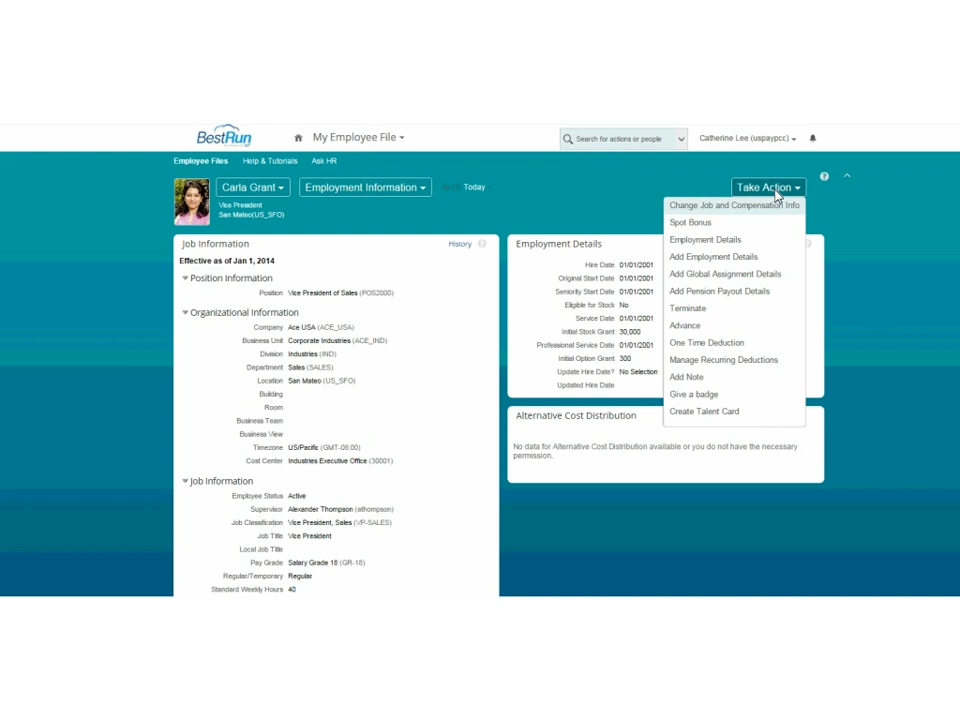 BestRun
My Employee File
Search for actions or people
Catherine Lee (uspaypcc)
Employee Files
Help & Tutorials
Ask HR
Carla Grant
Employment Information
Today
Take Action
Vice President
San Mateo(US_SFO)
Job Information
History
Effective as of Jan 1, 2014
Position Information
Position Vice President of Sales (POS2000)
Organizational Information
Company Ace USA (ACE_USA)
Business Unit Corporate Industries (ACE_IND)
Division Industries (IND)
Department Sales (SALES)
Location San Mateo (US_SFO)
Building
Room
Business Team
Business View
Timezone US/Pacific (GMT-08:00)
Cost Center Industries Executive Office (30001)
Job Information
Employee Status Active
Supervisor Alexander Thompson (athompson)
Job Classification Vice President, Sales (VP-SALES)
Job Title Vice President
Local Job Title
Pay Grade Salary Grade 18 (GR-18)
Regular/Temporary Regular
Standard Weekly Hours 40
Employment Details
Hire Date 01/01/2001
Original Start Date 01/01/2001
Seniority Start Date 01/01/2001
Eligible for Stock No
Service Date 01/01/2001
Initial Stock Grant 30,000
Professional Service Date 01/01/2001
Initial Option Grant 300
Update Hire Date? No Selection
Updated Hire Date
Alternative Cost Distribution
No data for Alternative Cost Distribution available or you do not have the necessary
permission.
Change Job and Compensation Info
Spot Bonus
Employment Details
Add Employment Details
Add Global Assignment Details
Add Pension Payout Details
Terminate
Advance
One Time Deduction
Manage Recurring Deductions
Add Note
Give a badge
Create Talent Card